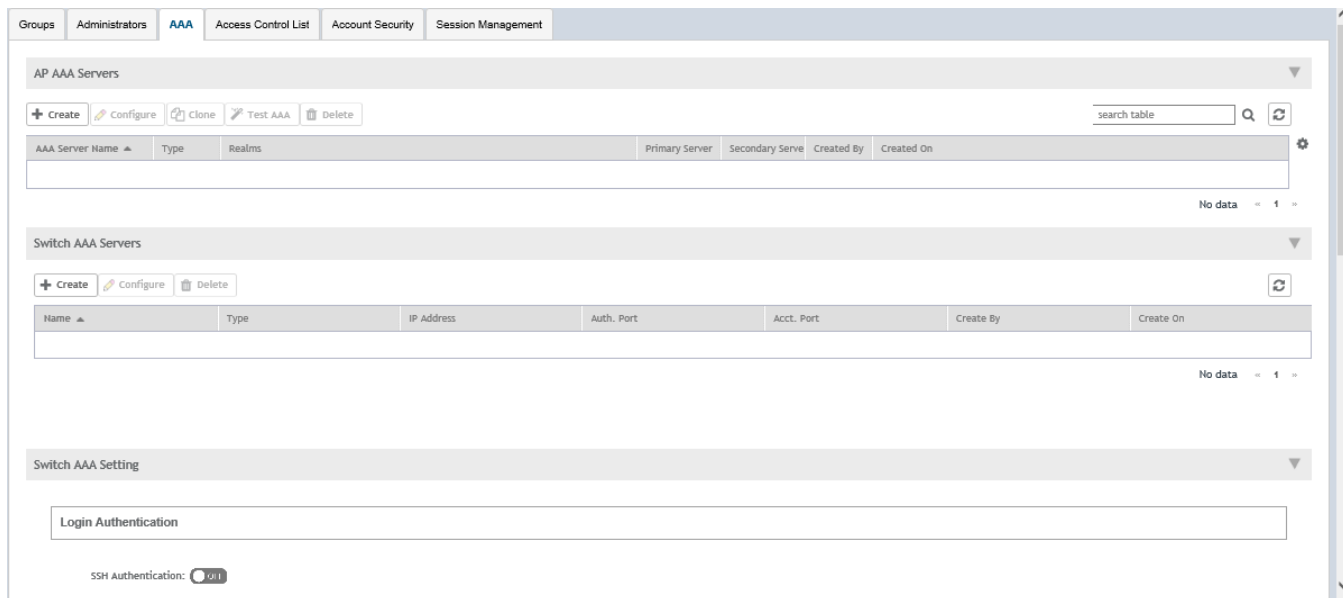 Groups Administrators AAA Access Control List Account Security Session Management
AP AAA Servers
Create Configure Clone Test AAA Delete search table
AAA Server Name Type Realms Primary Server Secondary Serve Created By Created On
No data « 1 »
Switch AAA Servers
Create Configure Delete
Name Type IP Address Auth. Port Acct. Port Create By Create On
No data « 1 »
Switch AAA Setting
Login Authentication
SSH Authentication: OFF